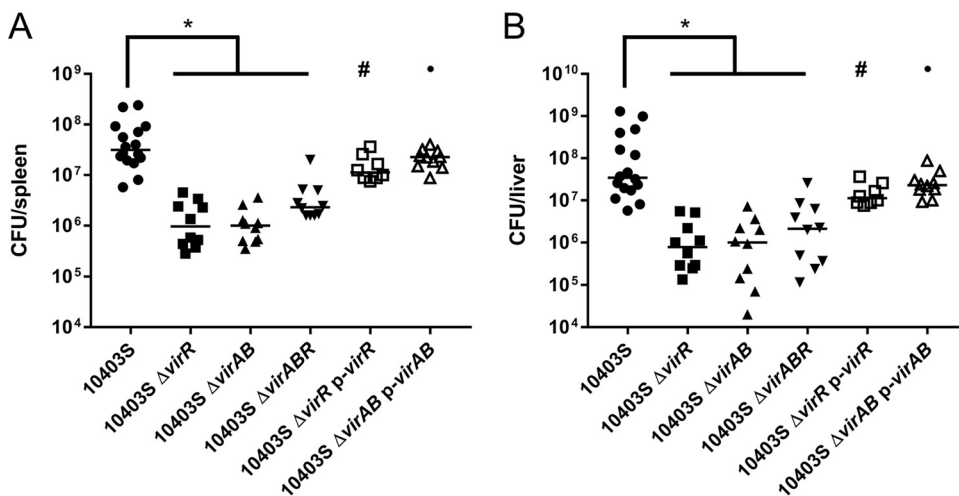 A
*
#
•
CFU/spleen
10⁹
10⁸
10⁷
10⁶
10⁵
10⁴
10403S
10403S ΔvirR
10403S ΔvirAB
10403S ΔvirABR
10403S ΔvirR p-virR
10403S ΔvirAB p-virAB
B
*
#
•
CFU/liver
10¹⁰
10⁹
10⁸
10⁷
10⁶
10⁵
10⁴
10403S
10403S ΔvirR
10403S ΔvirAB
10403S ΔvirABR
10403S ΔvirR p-virR
10403S ΔvirAB p-virAB